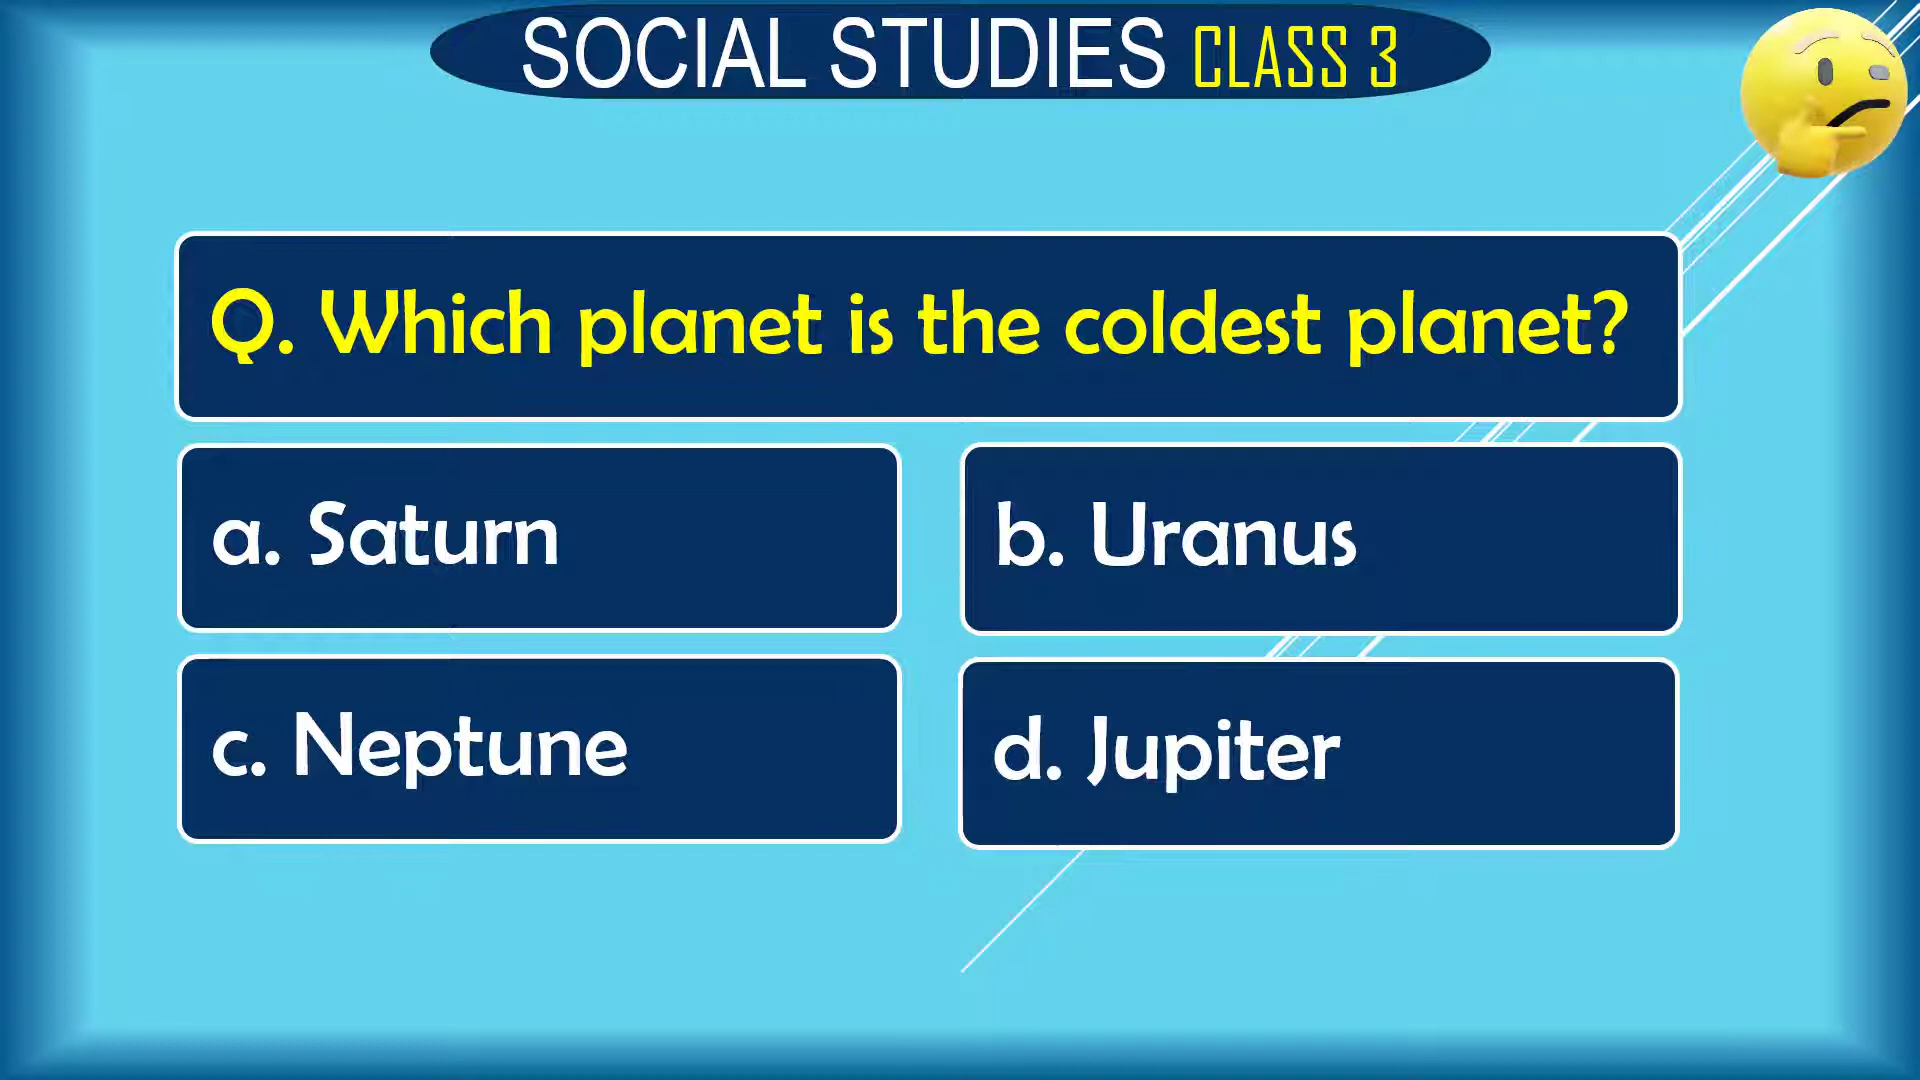 SOCIAL STUDIES CLASS 3
Q. Which planet is the coldest planet?
a. Saturn
b. Uranus
c. Neptune
d. Jupiter